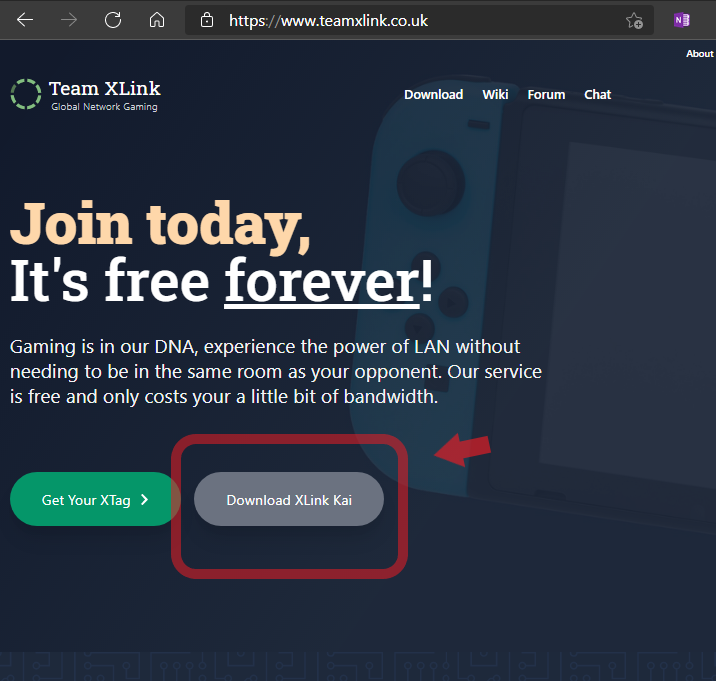 https://www.teamxlink.co.uk
N
About
Team XLink
Global Network Gaming
Download Wiki Forum Chat
Join today,
It's free forever!
Gaming is in our DNA, experience the power of LAN without
needing to be in the same room as your opponent. Our service
is free and only costs your a little bit of bandwidth.
Get Your XTag
Download XLink Kai